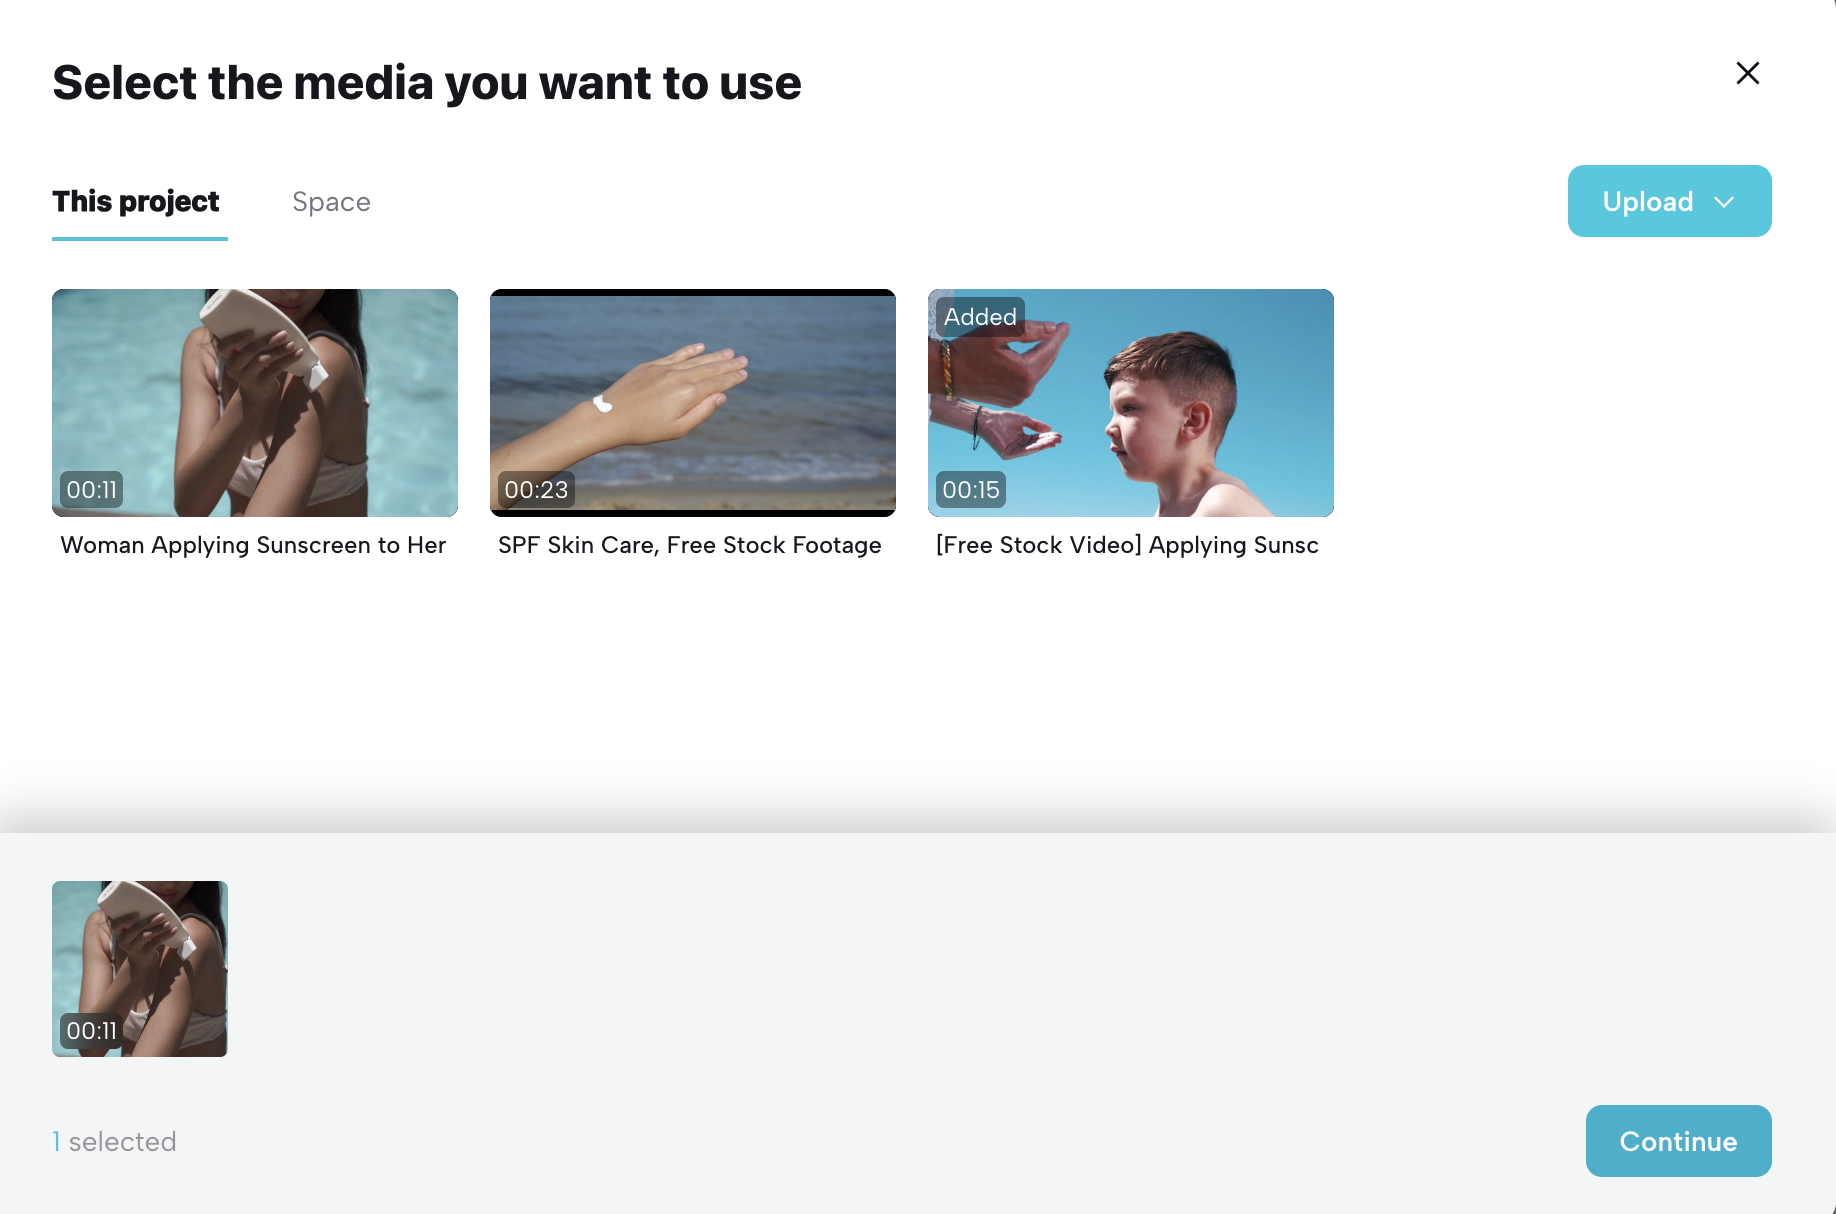 Select the media you want to use
This project
Space
Upload
Added
00:11
00:23
00:15
Woman Applying Sunscreen to Her
SPF Skin Care, Free Stock Footage
[Free Stock Video] Applying Sunsc
00:11
1 selected
Continue